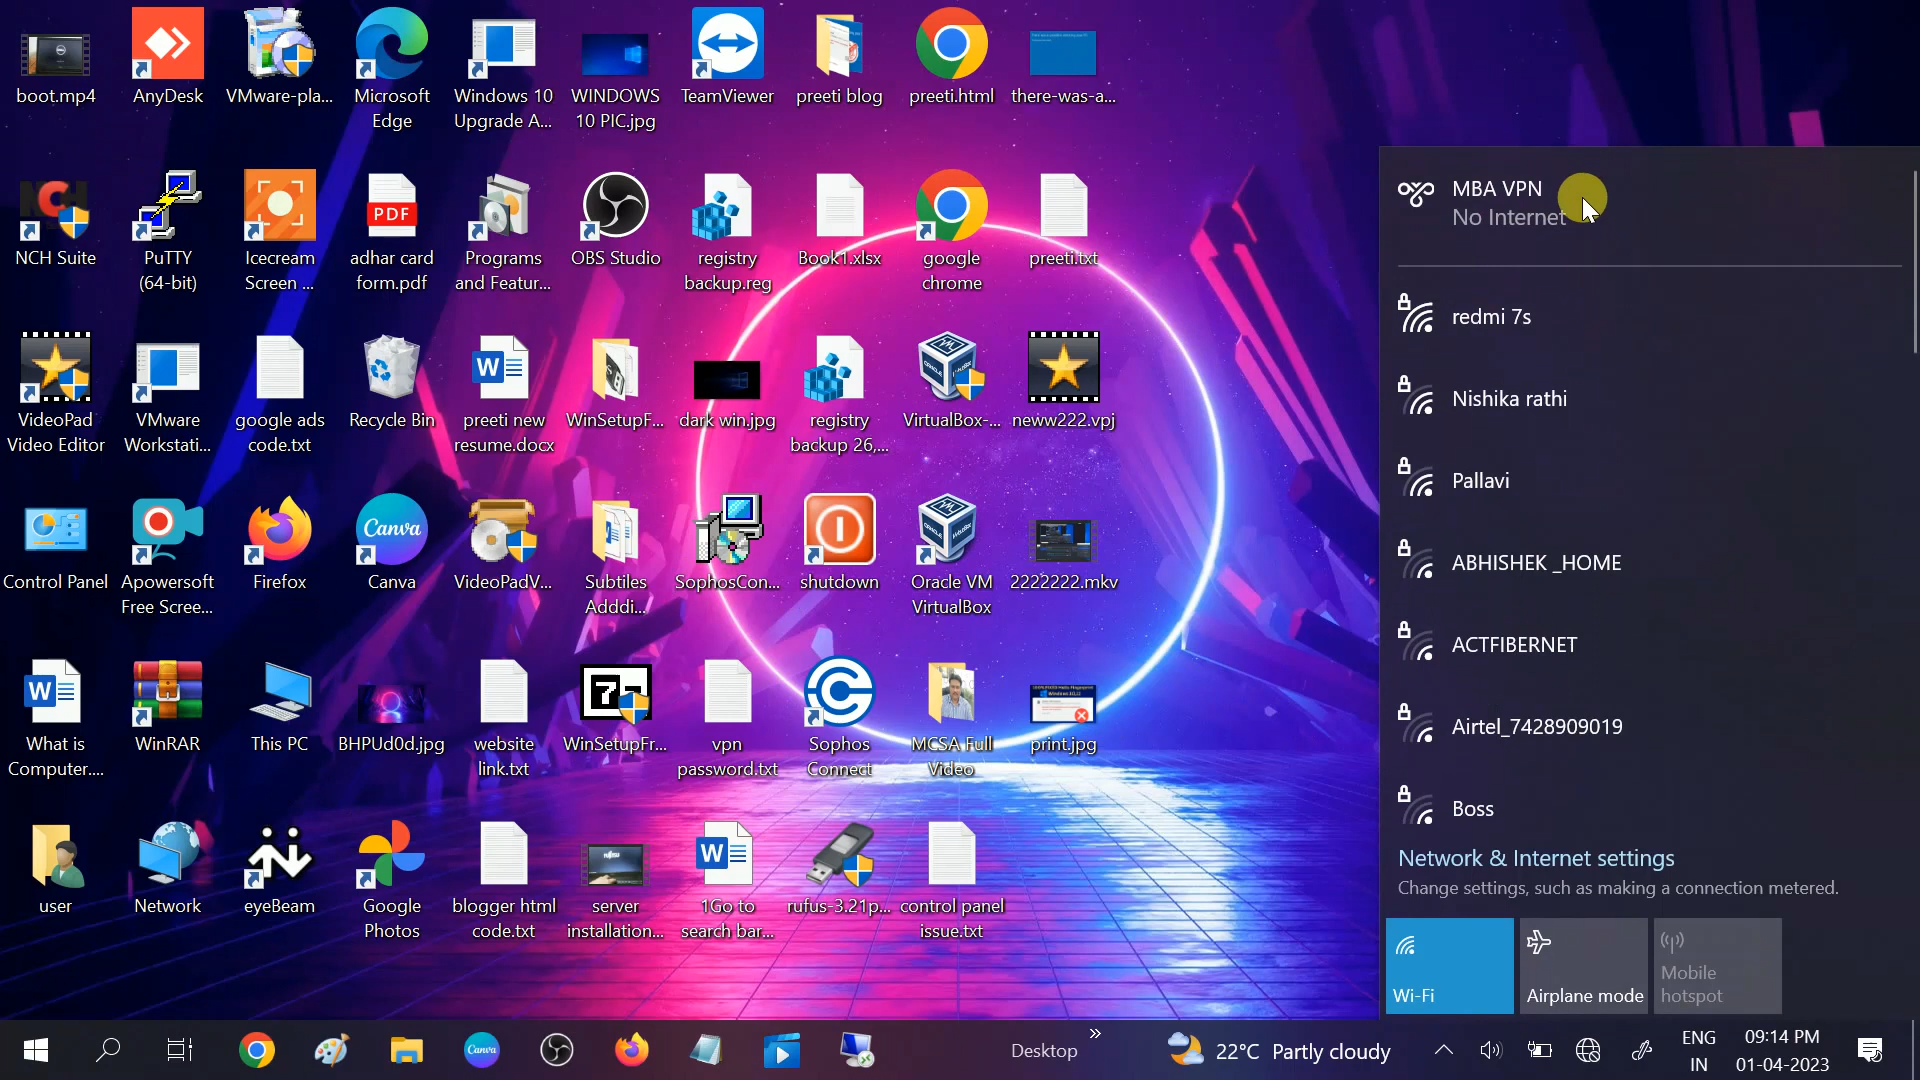 boot.mp4
AnyDesk
VMware-pla...
Microsoft
Edge
Windows 10
Upgrade A...
WINDOWS
10 PIC.jpg
TeamViewer
preeti blog
preeti.html
there-was-a...
NCH Suite
PuTTY
(64-bit)
Icecream
Screen ...
PDF
adhar card
form.pdf
Programs
and Featur...
OBS Studio
registry
backup.reg
Book1.xlsx
google
chrome
preeti.txt
VideoPad
Video Editor
VMware
Workstati...
google ads
code.txt
Recycle Bin
preeti new
resume.docx
WinSetupF...
dark win.jpg
registry
backup 26,...
VirtualBox-...
neww222.vpj
Control Panel
Apowersoft
Free Scree...
Firefox
Canva
Canva
VideoPadV...
Subtiles
Adddi...
SophosCon...
shutdown
Oracle VM
VirtualBox
2222222.mkv
What is
Computer....
WinRAR
This PC
BHPUd0d.jpg
website
link.txt
WinSetupFr...
vpn
password.txt
Sophos
Connect
MCSA Full
Video
print.jpg
user
Network
eyeBeam
Google
Photos
blogger html
code.txt
server
installation...
1Go to
search bar...
rufus-3.21p...
control panel
issue.txt
MBA VPN
No Internet
redmi 7s
Nishika rathi
Pallavi
ABHISHEK _HOME
ACTFIBERNET
Airtel_7428909019
Boss
Network & Internet settings
Change settings, such as making a connection metered.
Wi-Fi
Airplane mode
Mobile
hotspot
Canva
Desktop
22°C Partly cloudy
ENG
IN
09:14 PM
01-04-2023